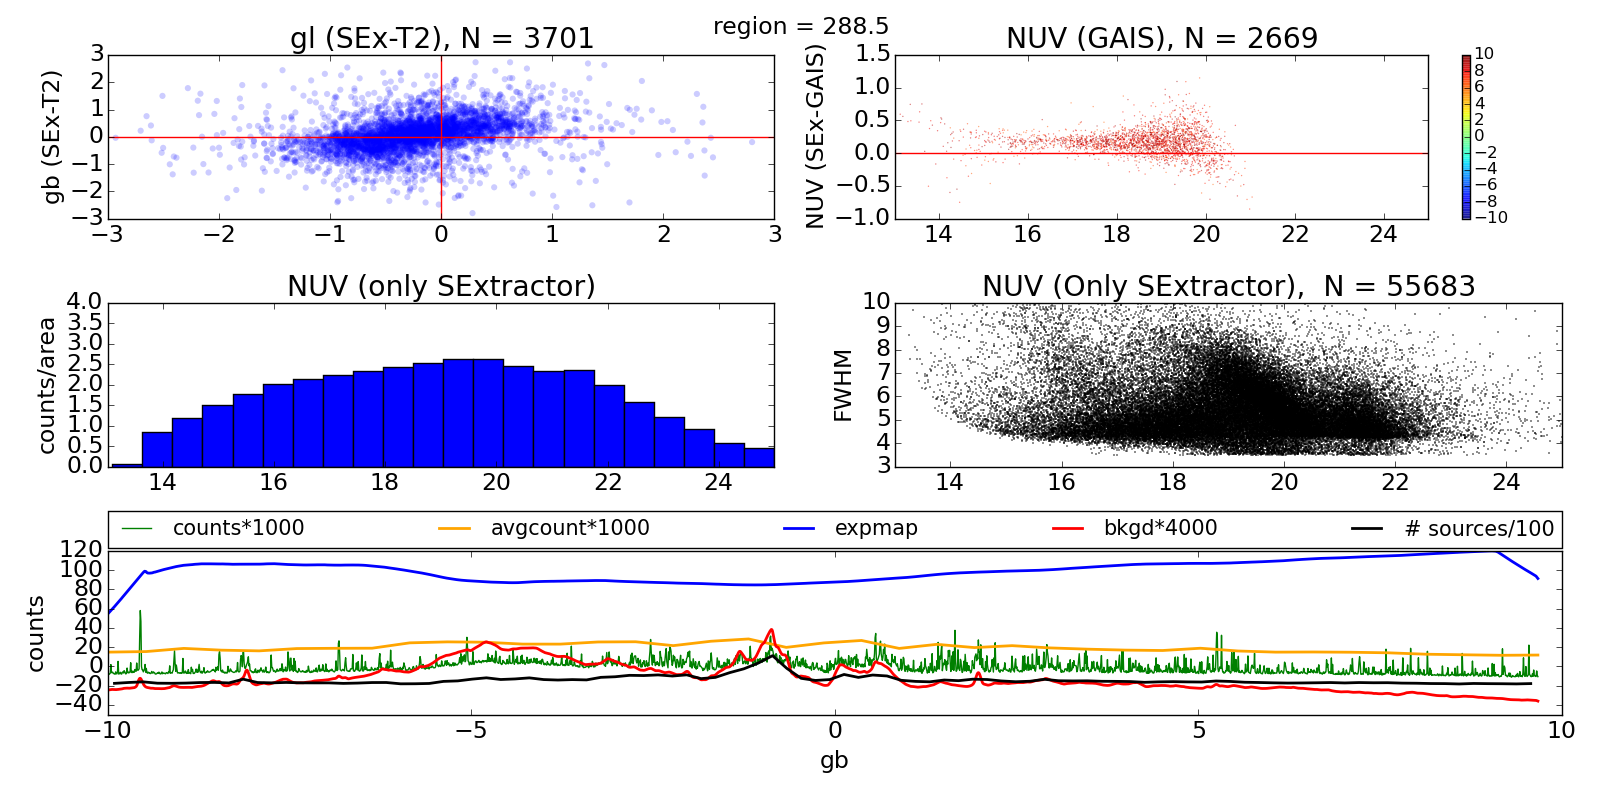 region = 288.5
gl (SEx-T2), N = 3701
gb (SEx-T2)
3
2
1
0
−1
−2
−3
−3 −2 −1 0 1 2 3
NUV (GAIS), N = 2669
NUV (SEx-GAIS)
1.5
1.0
0.5
0.0
−0.5
−1.0
14 16 18 20 22 24
10
8
6
4
2
0
−2
−4
−6
−8
−10
NUV (only SExtractor)
counts/area
4.0
3.5
3.0
2.5
2.0
1.5
1.0
0.5
0.0
14 16 18 20 22 24
NUV (Only SExtractor), N = 55683
FWHM
10
9
8
7
6
5
4
3
14 16 18 20 22 24
counts*1000 avgcount*1000 expmap bkgd*4000 # sources/100
counts
120
100
80
60
40
20
0
−20
−40
−10 −5 0 5 10
gb